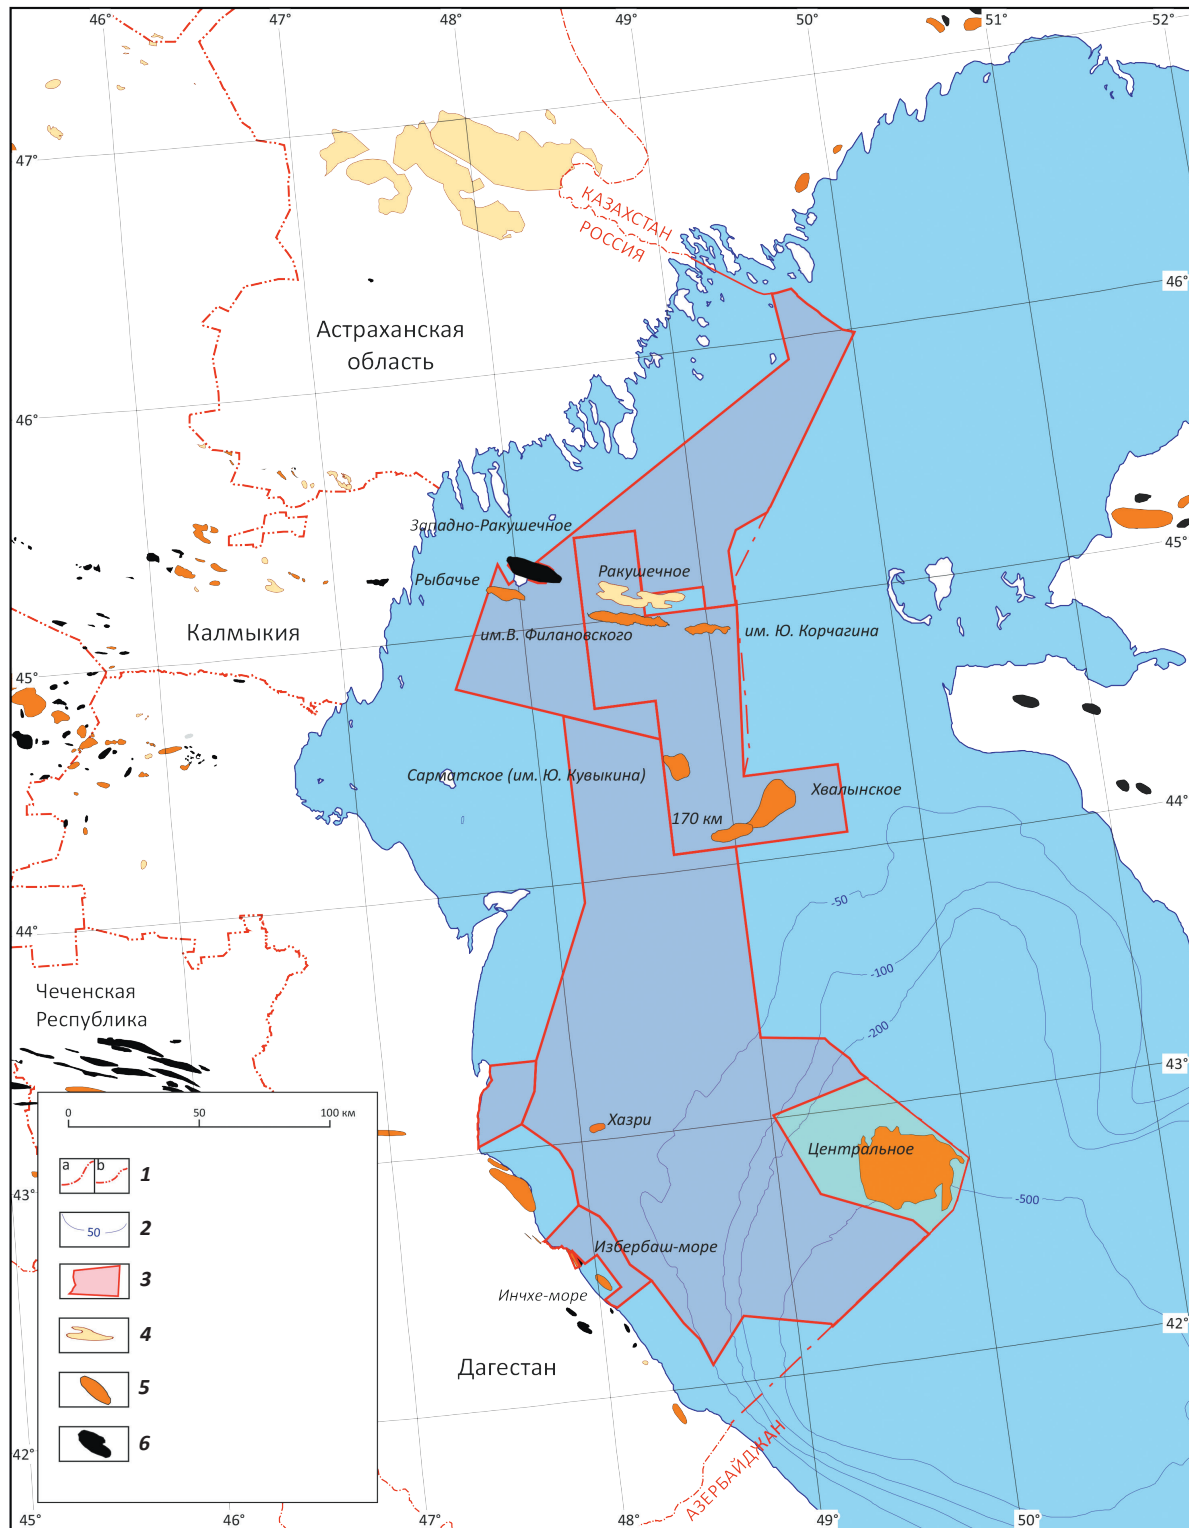 46°
47°
48°
49°
50°
51°
52°
47°
КАЗАХСТАН
РОССИЯ
46°
Астраханская
область
46°
Западно-Ракушечное
45°
Рыбачье
Ракушечное
Калмыкия
им.В. Филановского
им. Ю. Корчагина
45°
Сарматское (им. Ю. Кувыкина)
Хвалынское
44°
170 км
-50
44°
-100
Чеченская
Республика
-200
43°
0
50
100 км
Хазри
Центральное
a
b
1
43°
-500
50
2
Избербаш-море
3
Инчхе-море
42°
4
Дагестан
5
6
42°
АЗЕРБАЙДЖАН
45°
46°
47°
48°
49°
50°